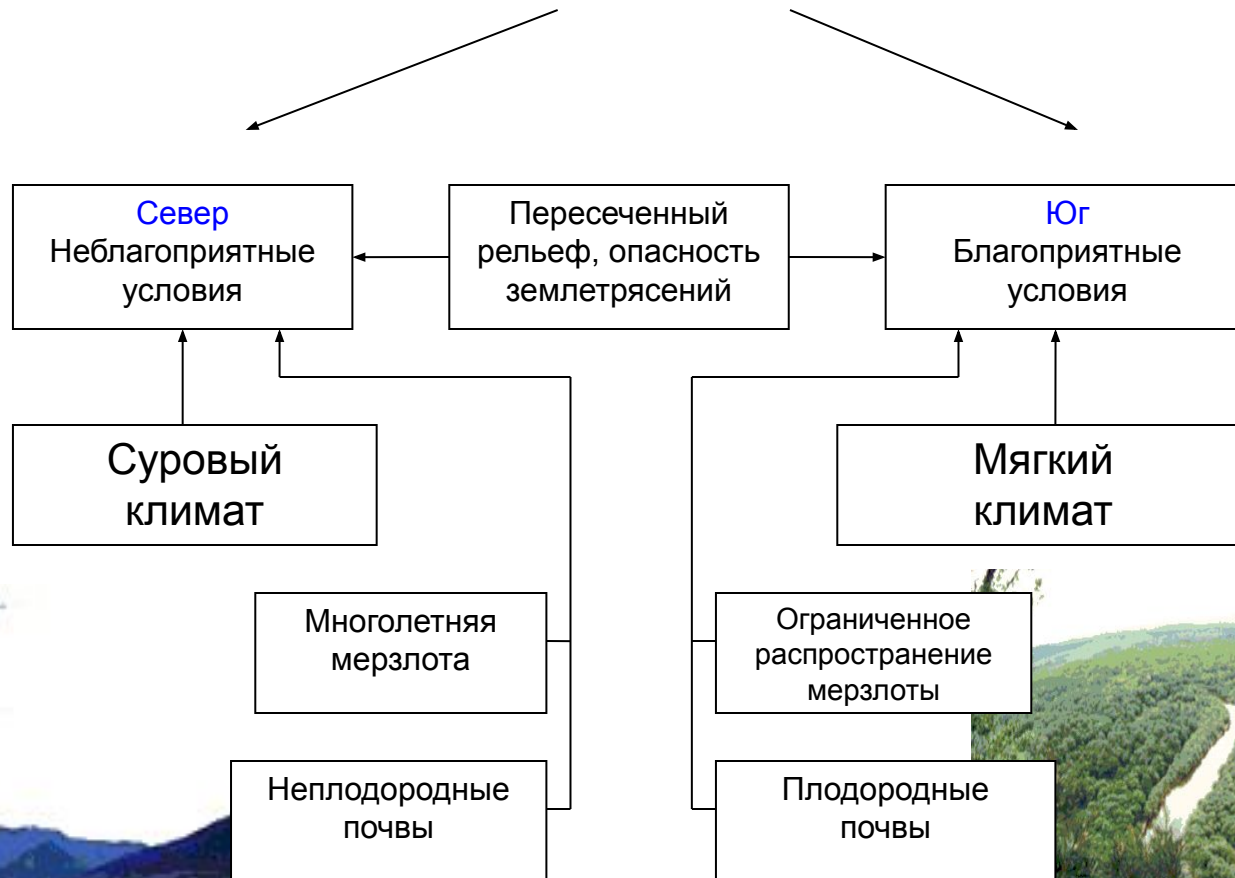 Север
Неблагоприятные
условия
Пересеченный
рельеф, опасность
землетрясений
Юг
Благоприятные
условия
Суровый
климат
Мягкий
климат
Многолетняя
мерзлота
Ограниченное
распространение
мерзлоты
Неплодородные
почвы
Плодородные
почвы